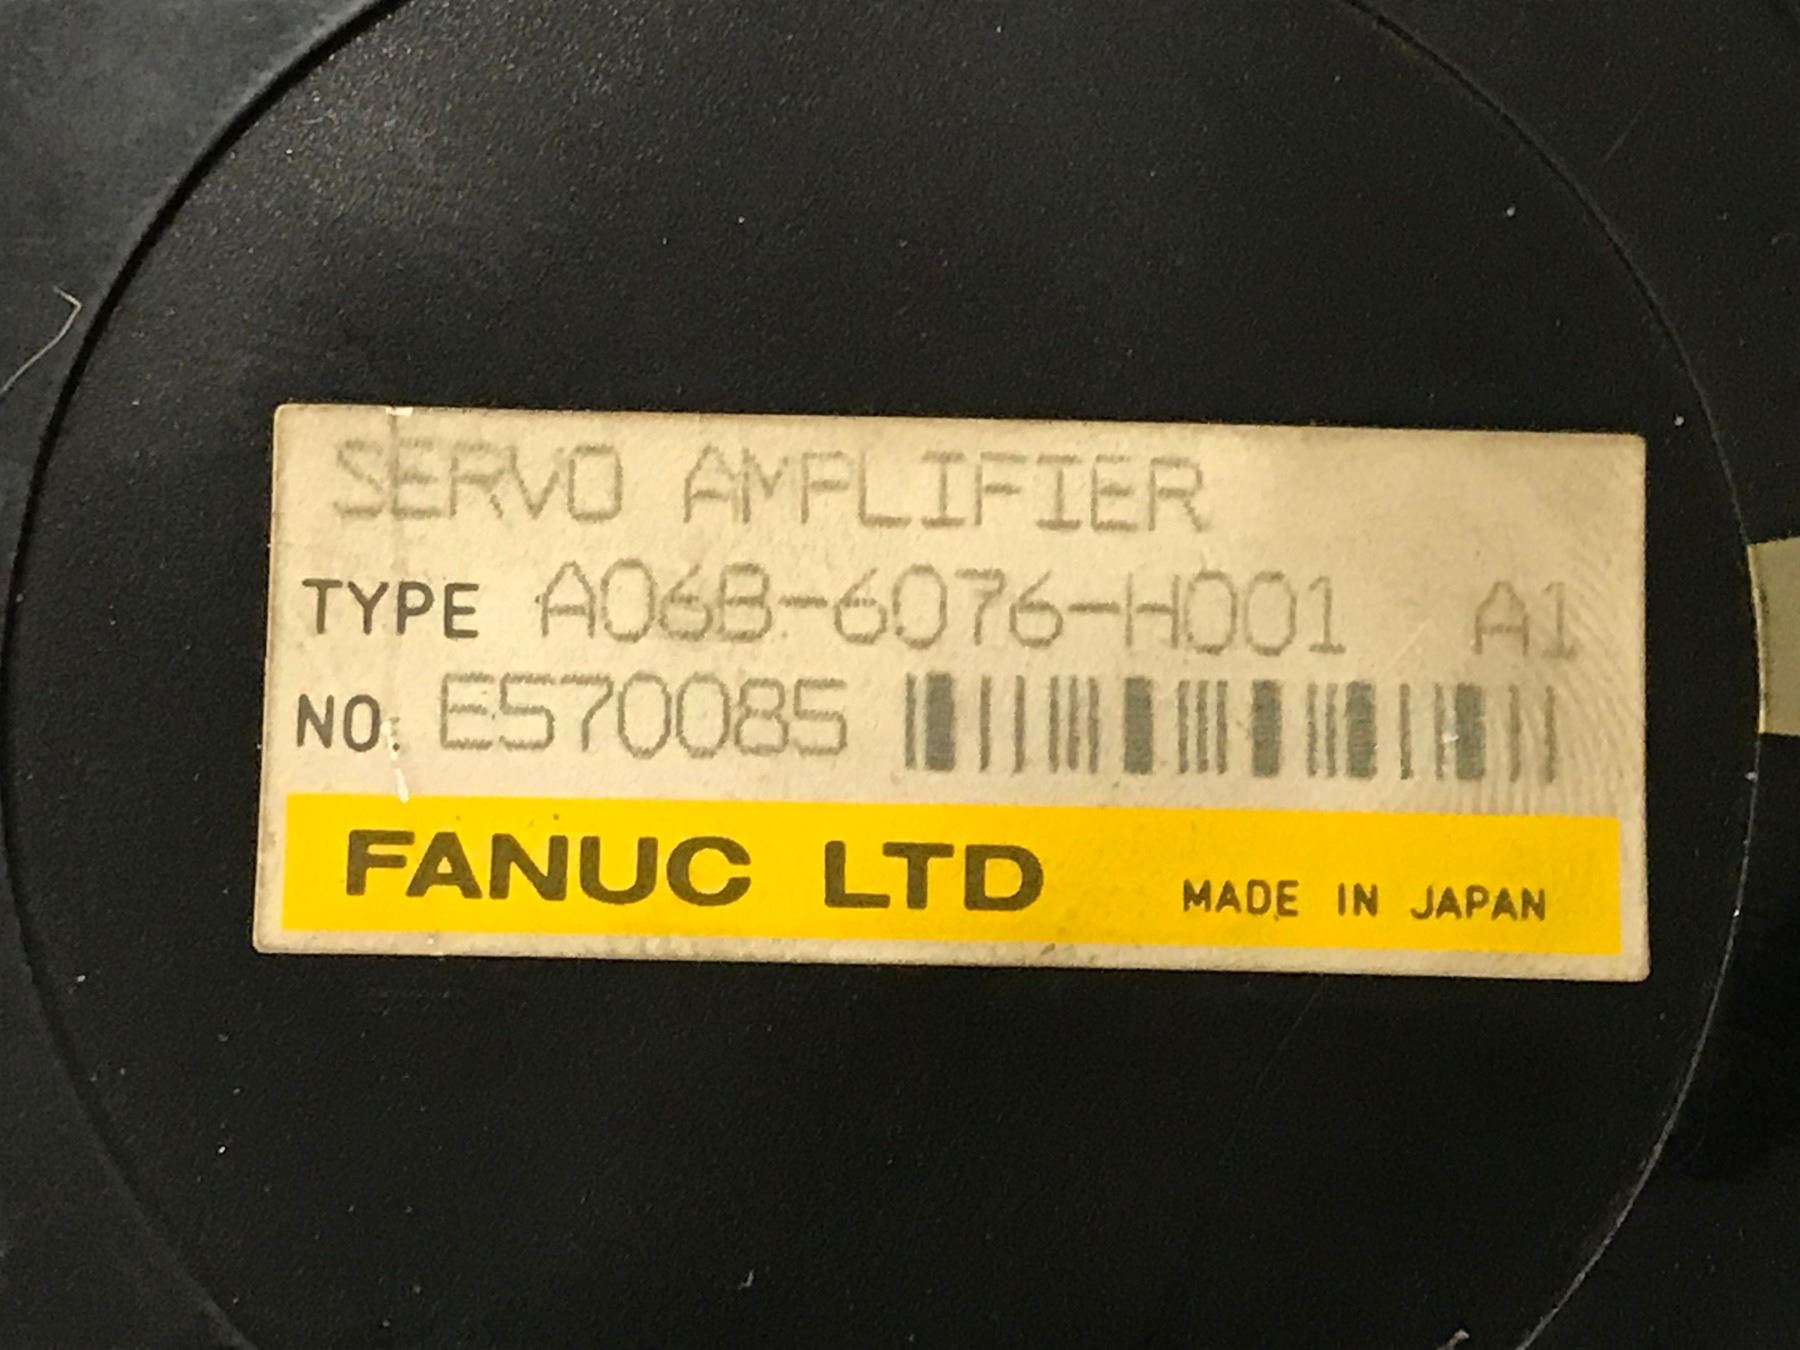 SERVO AMPLIFIER
TYPE A06B-6076-H001 A1
NO. E570085
FANUC LTD MADE IN JAPAN